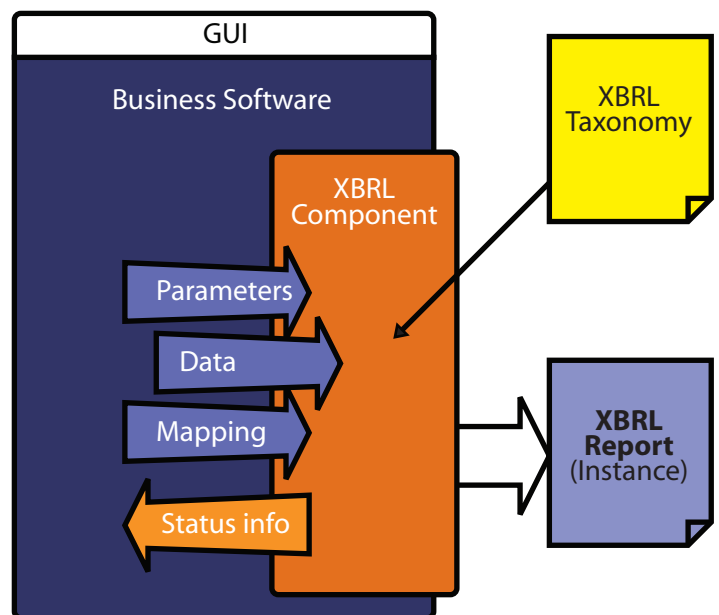 GUI
Business Software
XBRL
Taxonomy
XBRL
Component
Parameters
Data
Mapping
Status info
XBRL
Report
(Instance)